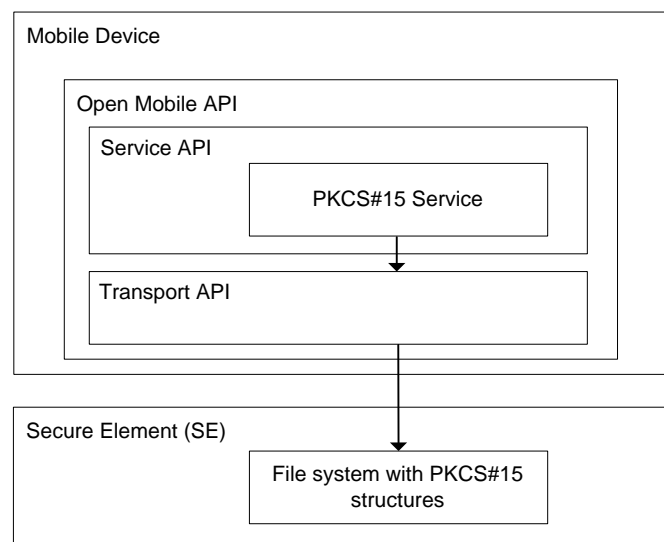 Mobile Device
Open Mobile API
Service API
PKCS#15 Service
Transport API
Secure Element (SE)
File system with PKCS#15
structures